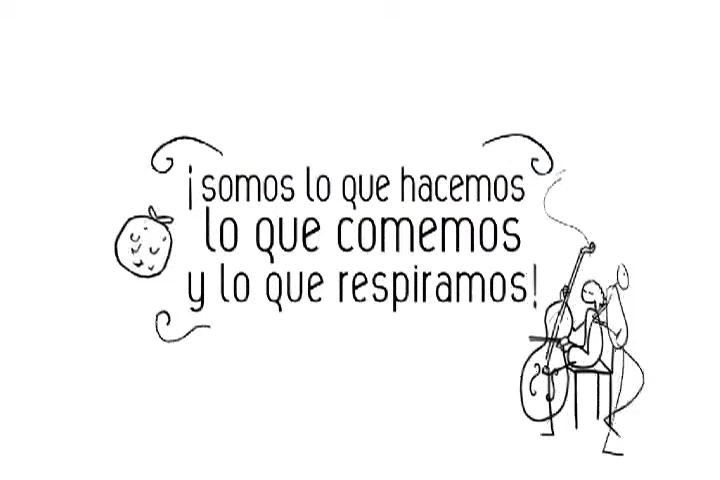 ¡somos lo que hacemos
lo que comemos
y lo que respiramos!